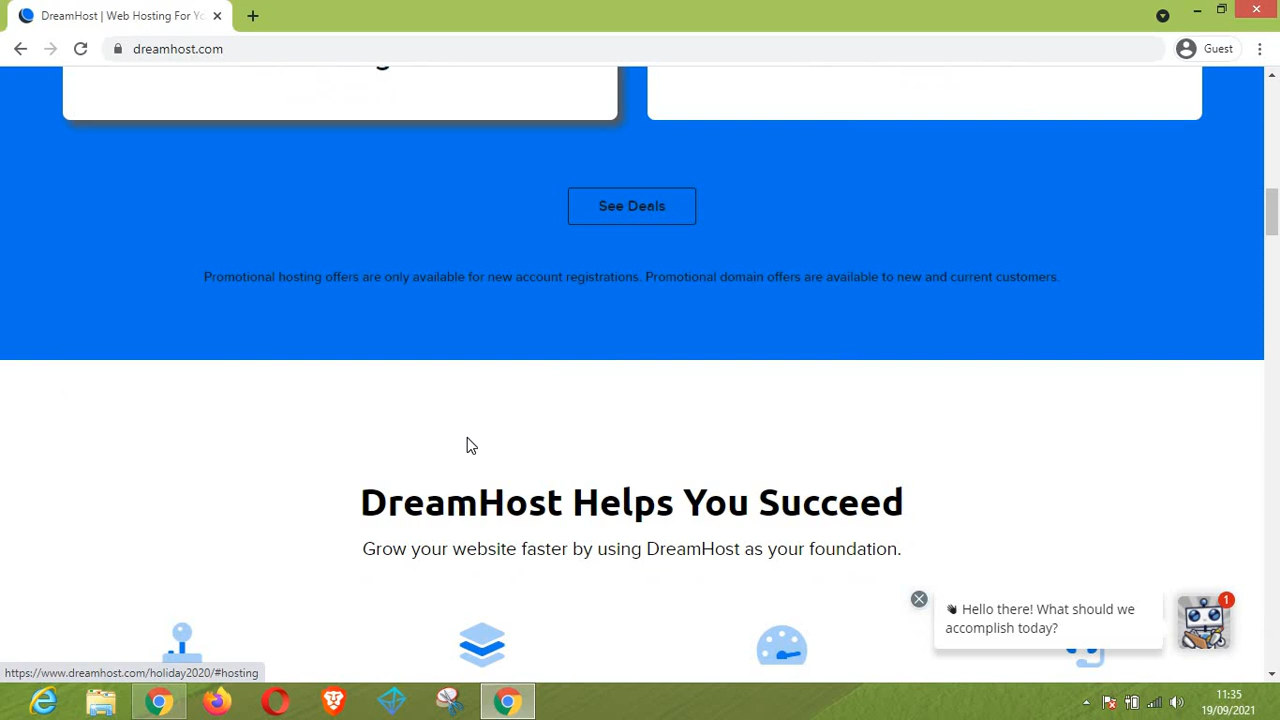 DreamHost | Web Hosting For Yo
dreamhost.com
Guest
See Deals
Promotional hosting offers are only available for new account registrations. Promotional domain offers are available to new and current customers.
DreamHost Helps You Succeed
Grow your website faster by using DreamHost as your foundation.
1
👋 Hello there! What should we
accomplish today?
https://www.dreamhost.com/holiday2020/#hosting
11:35
19/09/2021